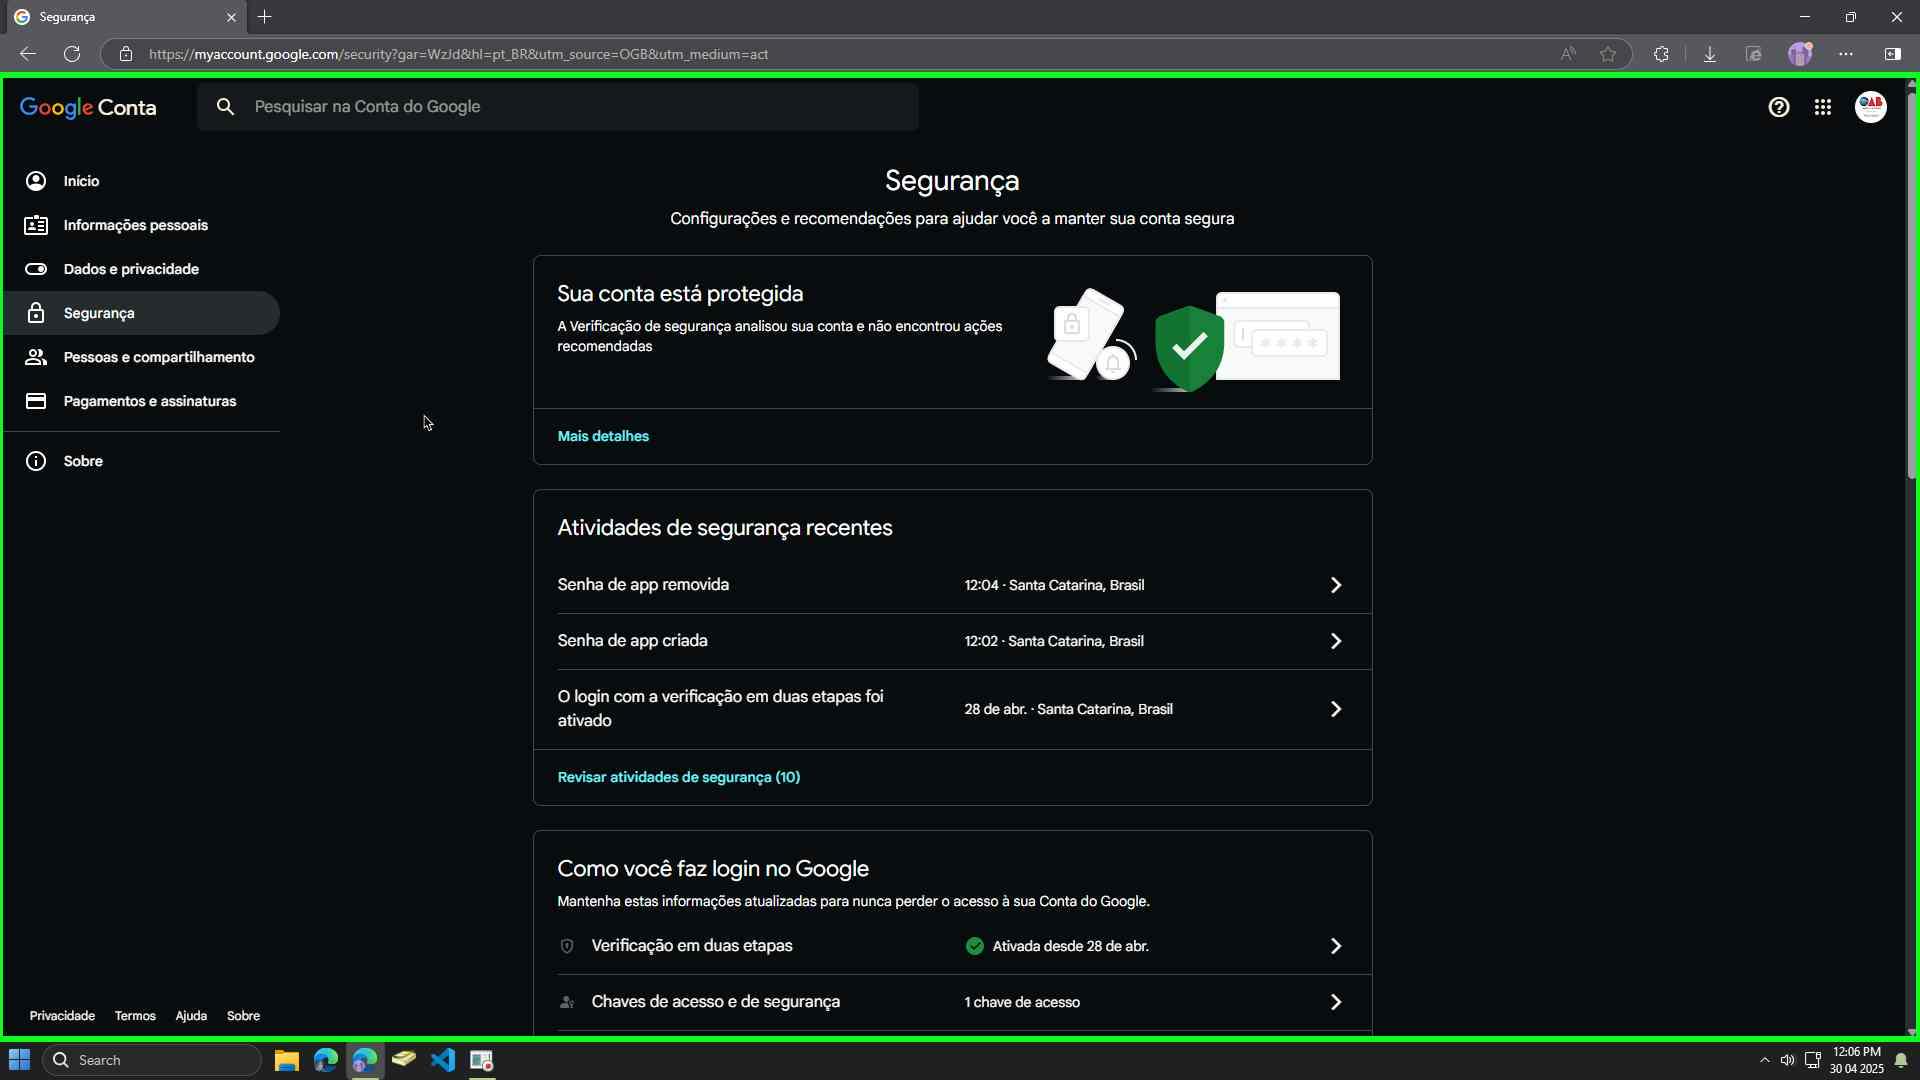 Segurança
https://myaccount.google.com/security?gar=WzJd&hl=pt_BR&utm_source=OGB&utm_medium=act
Google Conta
Pesquisar na Conta do Google
OAB
Início
Informações pessoais
Dados e privacidade
Segurança
Pessoas e compartilhamento
Pagamentos e assinaturas
Sobre
Segurança
Configurações e recomendações para ajudar você a manter sua conta segura
Sua conta está protegida
A Verificação de segurança analisou sua conta e não encontrou ações
recomendadas
Mais detalhes
Atividades de segurança recentes
Senha de app removida
12:04 · Santa Catarina, Brasil
Senha de app criada
12:02 · Santa Catarina, Brasil
O login com a verificação em duas etapas foi
ativado
28 de abr. · Santa Catarina, Brasil
Revisar atividades de segurança (10)
Como você faz login no Google
Mantenha estas informações atualizadas para nunca perder o acesso à sua Conta do Google.
Verificação em duas etapas
Ativada desde 28 de abr.
Chaves de acesso e de segurança
1 chave de acesso
Privacidade Termos Ajuda Sobre
Search
12:06 PM
30 04 2025